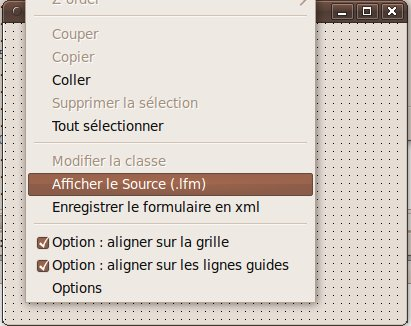 Z order
Couper
Copier
Coller
Supprimer la sélection
Tout sélectionner
Modifier la classe
Afficher le Source (.lfm)
Enregistrer le formulaire en xml
Option : aligner sur la grille
Option : aligner sur les lignes guides
Options